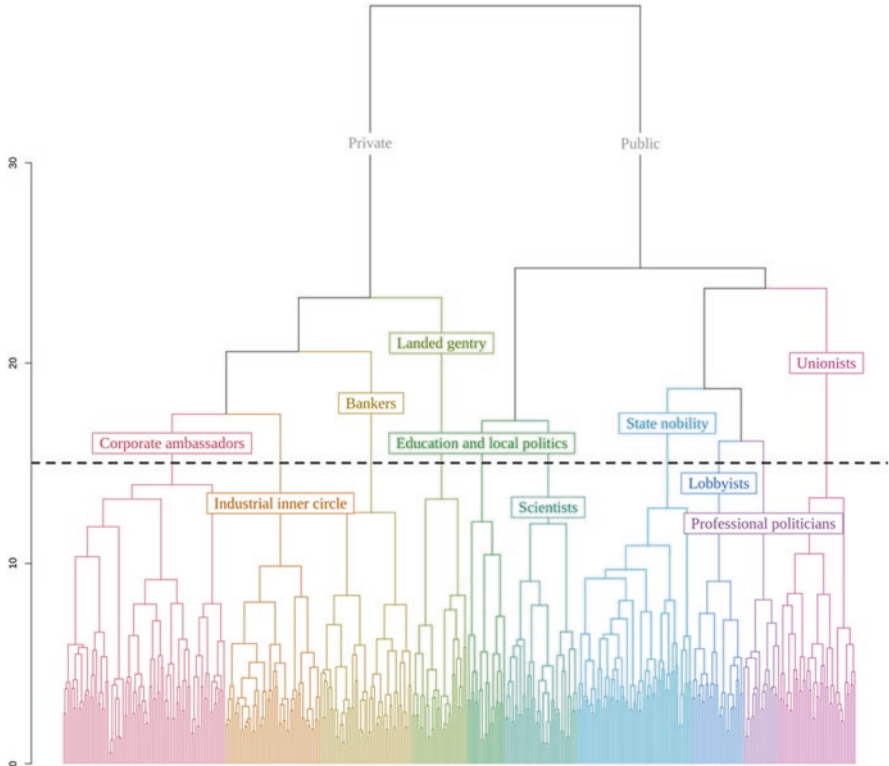 Private
Public
30
Landed gentry
20
Unionists
Bankers
State nobility
Corporate ambassadors
Education and local politics
Lobbyists
Industrial inner circle
Scientists
Professional politicians
10
0